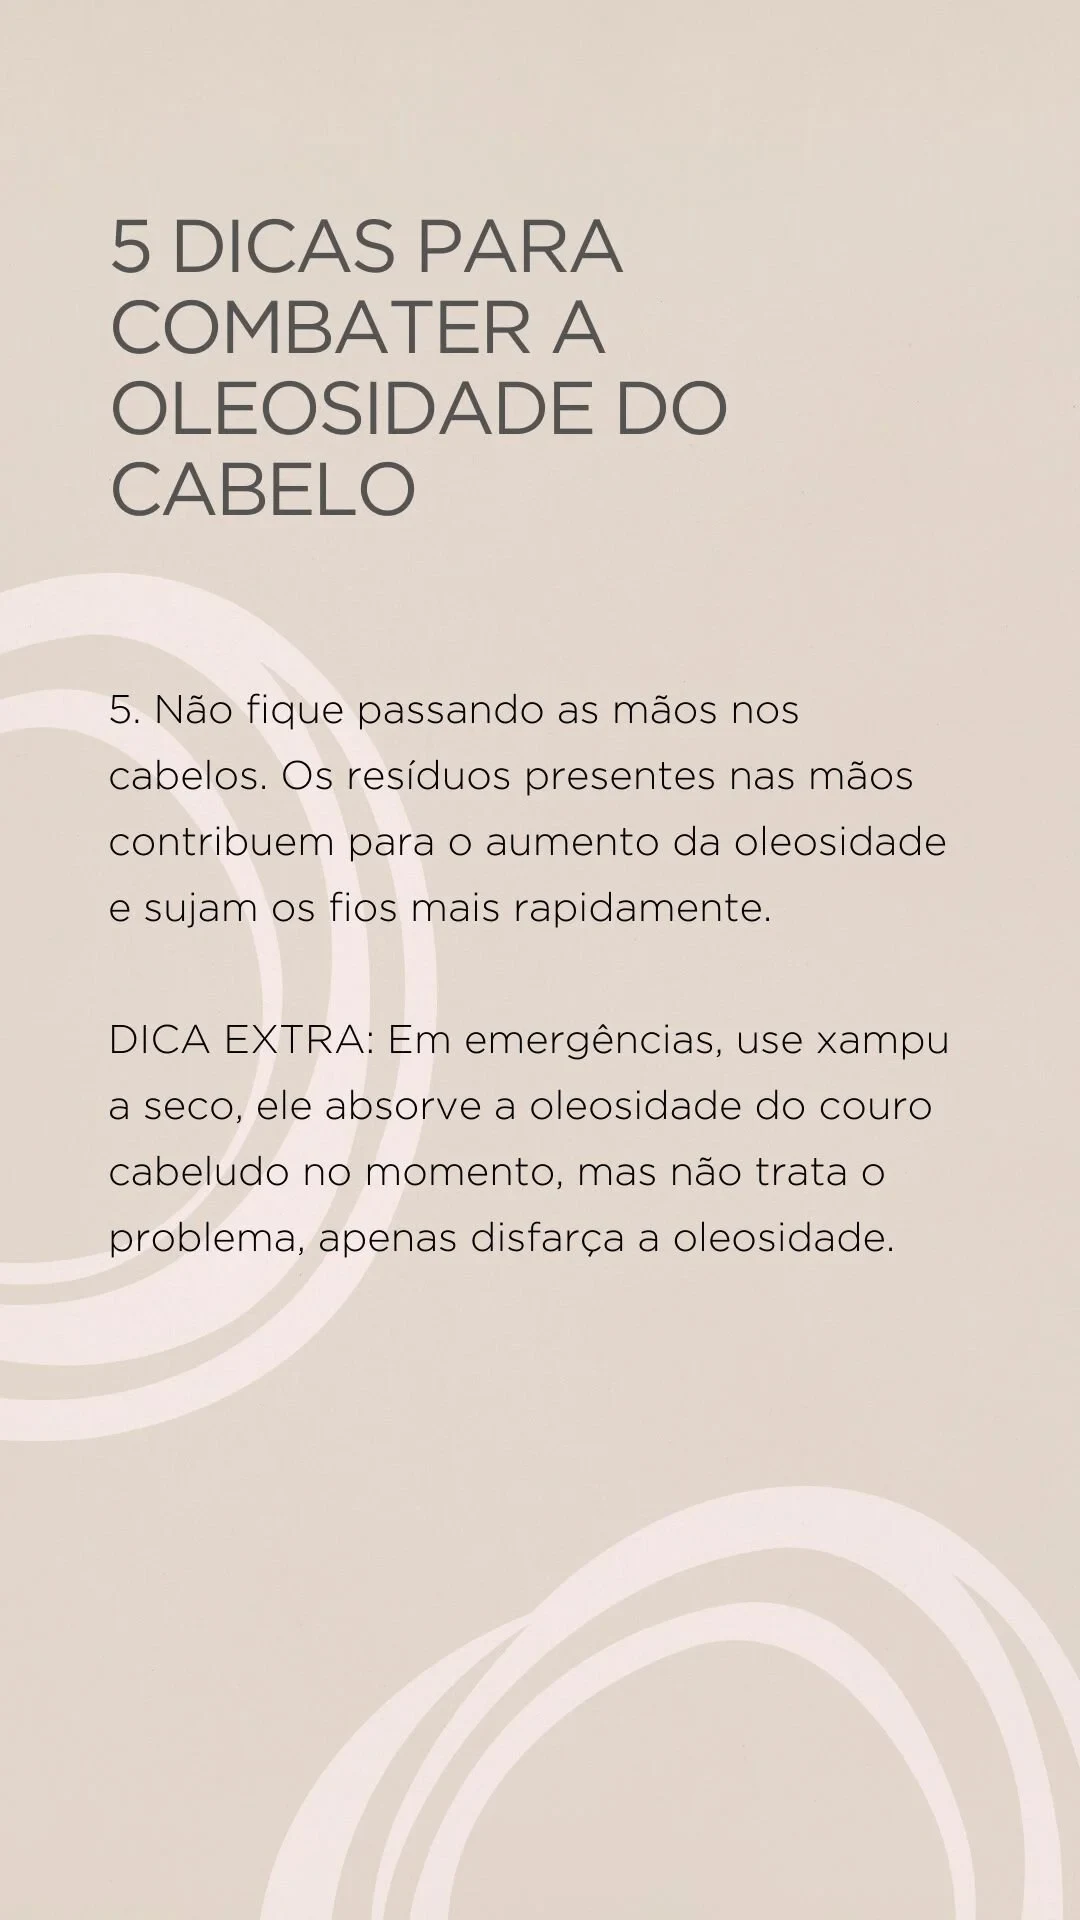 5 DICAS PARA
COMBATER A
OLEOSIDADE DO
CABELO
5. Não fique passando as mãos nos
cabelos. Os resíduos presentes nas mãos
contribuem para o aumento da oleosidade
e sujam os fios mais rapidamente.
DICA EXTRA: Em emergências, use xampu
a seco, ele absorve a oleosidade do couro
cabeludo no momento, mas não trata o
problema, apenas disfarça a oleosidade.